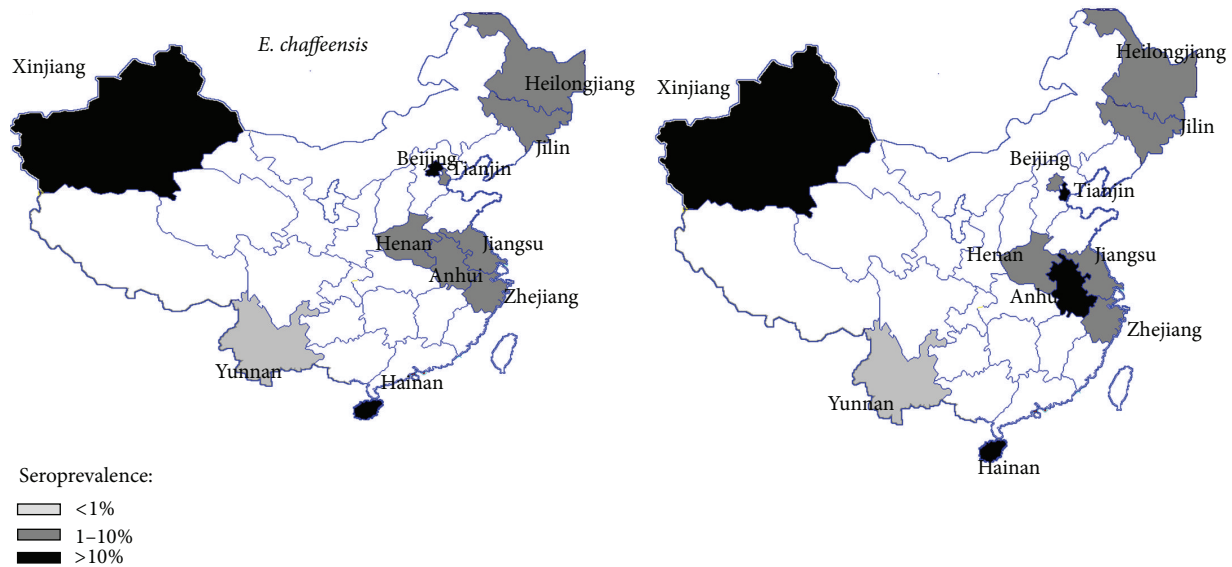 E. chaffeensis
Xinjiang
Heilongjiang
Jilin
Beijing
Tianjin
Henan
Jiangsu
Anhui
Zhejiang
Yunnan
Hainan
Seroprevalence:
<1%
1–10%
>10%
Xinjiang
Heilongjiang
Jilin
Beijing
Tianjin
Henan
Jiangsu
Anhu
Zhejiang
Yunnan
Hainan